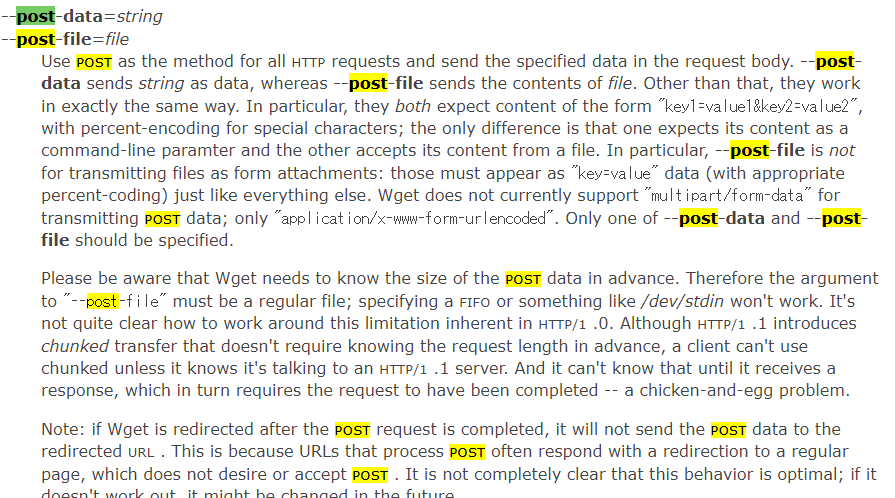 --post-data=string
--post-file=file
Use POST as the method for all HTTP requests and send the specified data in the request body. --post-
data sends string as data, whereas --post-file sends the contents of file. Other than that, they work
in exactly the same way. In particular, they both expect content of the form "key1=value1&key2=value2",
with percent-encoding for special characters; the only difference is that one expects its content as a
command-line paramter and the other accepts its content from a file. In particular, --post-file is not
for transmitting files as form attachments: those must appear as "key=value" data (with appropriate
percent-coding) just like everything else. Wget does not currently support "multipart/form-data" for
transmitting POST data; only "application/x-www-form-urlencoded". Only one of --post-data and --post-
file should be specified.
Please be aware that Wget needs to know the size of the POST data in advance. Therefore the argument
to "--post-file" must be a regular file; specifying a FIFO or something like /dev/stdin won't work. It's
not quite clear how to work around this limitation inherent in HTTP/1 .0. Although HTTP/1 .1 introduces
chunked transfer that doesn't require knowing the request length in advance, a client can't use
chunked unless it knows it's talking to an HTTP/1 .1 server. And it can't know that until it receives a
response, which in turn requires the request to have been completed -- a chicken-and-egg problem.
Note: if Wget is redirected after the POST request is completed, it will not send the POST data to the
redirected URL . This is because URLs that process POST often respond with a redirection to a regular
page, which does not desire or accept POST . It is not completely clear that this behavior is optimal; if it
doesn't work out, it might be changed in the future.